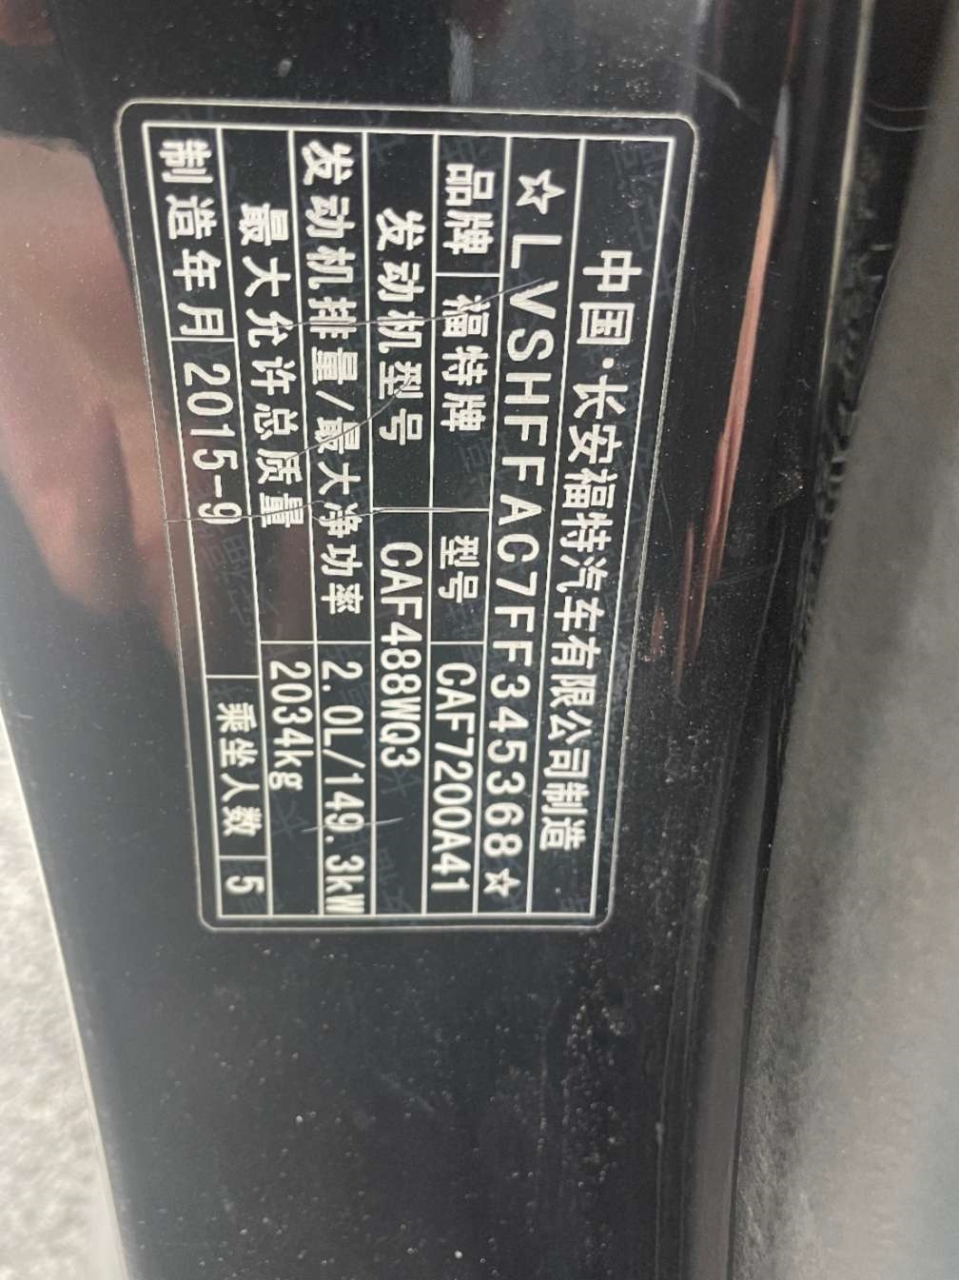 中国·长安福特汽车有限公司制造
☆LVSHFFAC7FF345368☆
品牌 福特牌 型号 CAF7200A41
发动机型号 CAF488WQ3
发动机排量/最大净功率 2.0L/149.3kW
最大允许总质量 2034kg
制造年月 2015-9 乘坐人数 5